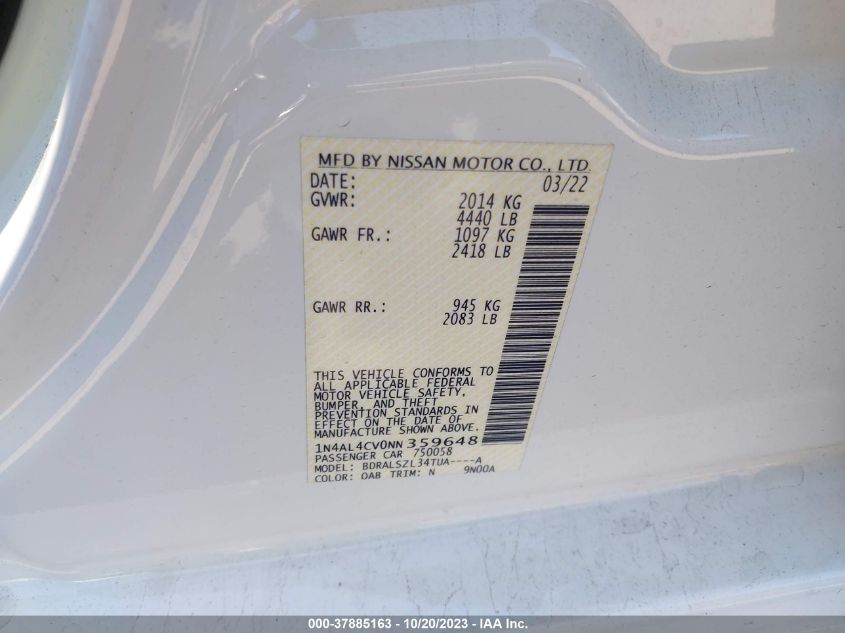 MFD BY NISSAN MOTOR CO., LTD.
DATE: 03/22
GVWR: 2014 KG
4440 LB
GAWR FR.: 1097 KG
2418 LB
GAWR RR.: 945 KG
2083 LB
THIS VEHICLE CONFORMS TO
ALL APPLICABLE FEDERAL
MOTOR VEHICLE SAFETY,
BUMPER, AND THEFT
PREVENTION STANDARDS IN
EFFECT ON THE DATE OF
MANUFACTURE SHOWN ABOVE.
1N4AL4CV0NN 359648
PASSENGER CAR 750058
MODEL: BDRALSZL34TUA----A
COLOR: QAB TRIM: N 9N00A
000-37885163 - 10/20/2023 - IAA Inc.